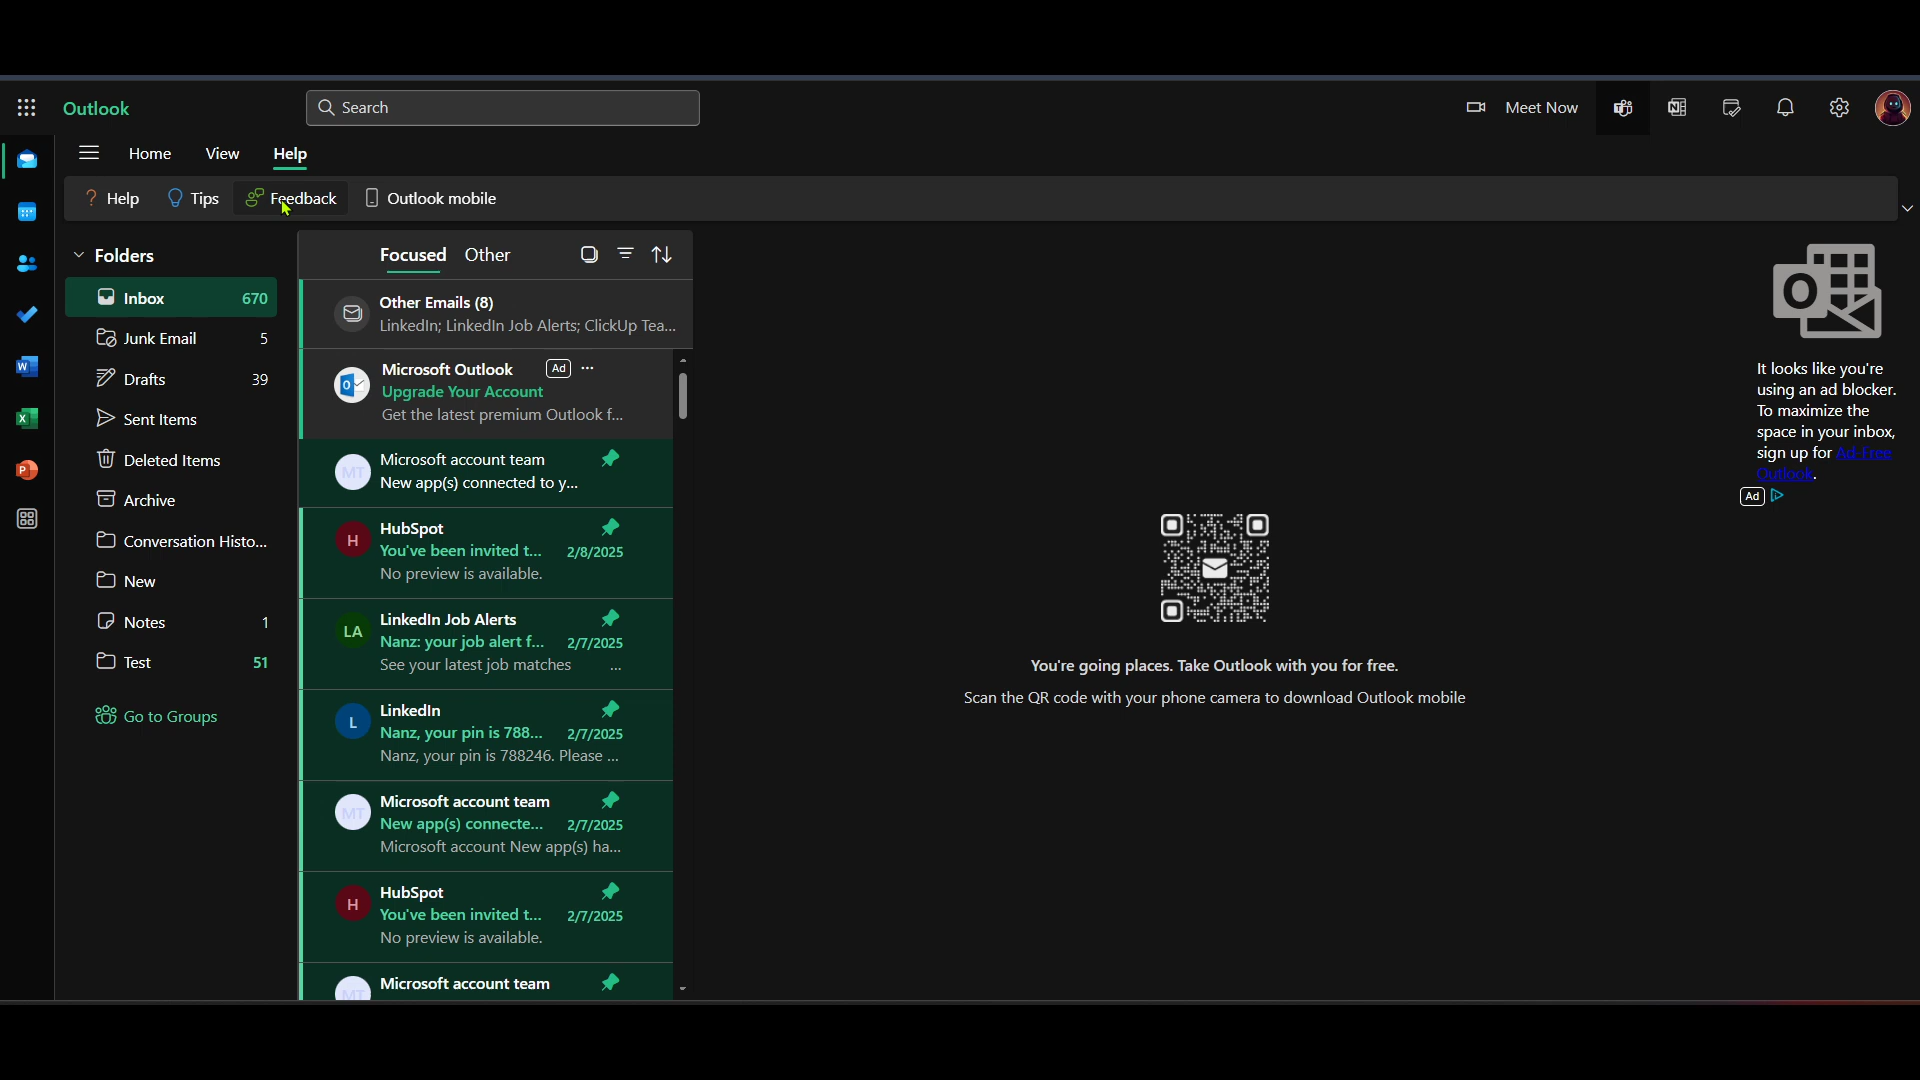 Outlook
Search
Meet Now
Home
View
Help
Help
Tips
Feedback
Outlook mobile
Folders
Inbox 670
Junk Email 5
Drafts 39
Sent Items
Deleted Items
Archive
Conversation Histo...
New
Notes 1
Test 51
Go to Groups
Focused Other
Other Emails (8)
LinkedIn; LinkedIn Job Alerts; ClickUp Tea...
Microsoft Outlook Ad ...
Upgrade Your Account
Get the latest premium Outlook f...
MT
Microsoft account team
New app(s) connected to y...
H
HubSpot
You've been invited t... 2/8/2025
No preview is available.
LA
LinkedIn Job Alerts
Nanz: your job alert f... 2/7/2025
See your latest job matches ...
L
LinkedIn
Nanz, your pin is 788... 2/7/2025
Nanz, your pin is 788246. Please ...
MT
Microsoft account team
New app(s) connecte... 2/7/2025
Microsoft account New app(s) ha...
H
HubSpot
You've been invited t... 2/7/2025
No preview is available.
MT
Microsoft account team
You're going places. Take Outlook with you for free.
Scan the QR code with your phone camera to download Outlook mobile
It looks like you're
using an ad blocker.
To maximize the
space in your inbox,
sign up for Ad-Free
Outlook.
Ad